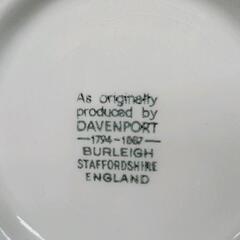 As originally
produced by
DAVENPORT
—1794-1887—
BURLEIGH
STAFFORDSHIRE
ENGLAND